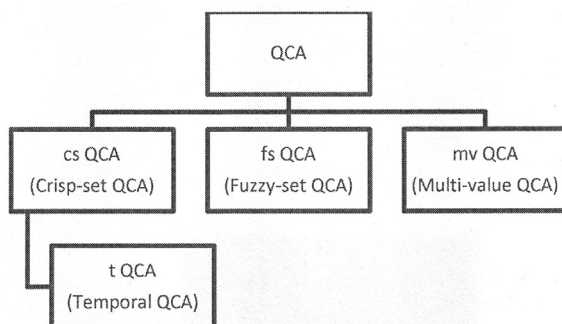 QCA
cs QCA
(Crisp-set QCA)
fs QCA
(Fuzzy-set QCA)
mv QCA
(Multi-value QCA)
t QCA
(Temporal QCA)